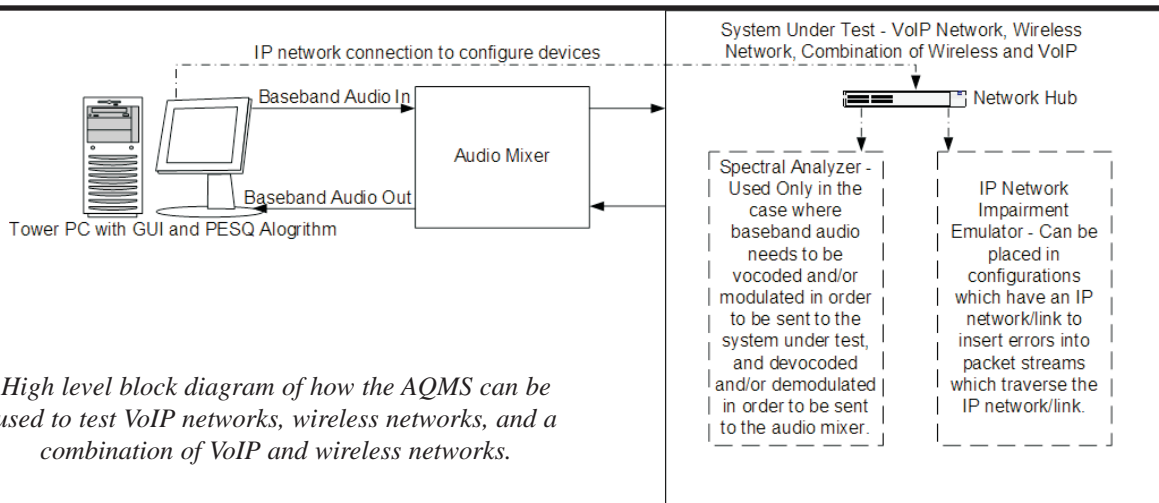 System Under Test - VoIP Network, Wireless
Network, Combination of Wireless and VoIP
IP network connection to configure devices
Baseband Audio In
Audio Mixer
Baseband Audio Out
Tower PC with GUI and PESQ Alogrithm
Network Hub
Spectral Analyzer -
Used Only in the
case where
baseband audio
needs to be
vocoded and/or
modulated in order
to be sent to the
system under test,
and devocoded
and/or demodulated
in order to be sent
to the audio mixer.
IP Network
Impairment
Emulator - Can be
placed in
configurations
which have an IP
network/link to
insert errors into
packet streams
which traverse the
IP network/link.
High level block diagram of how the AQMS can be
used to test VoIP networks, wireless networks, and a
combination of VoIP and wireless networks.